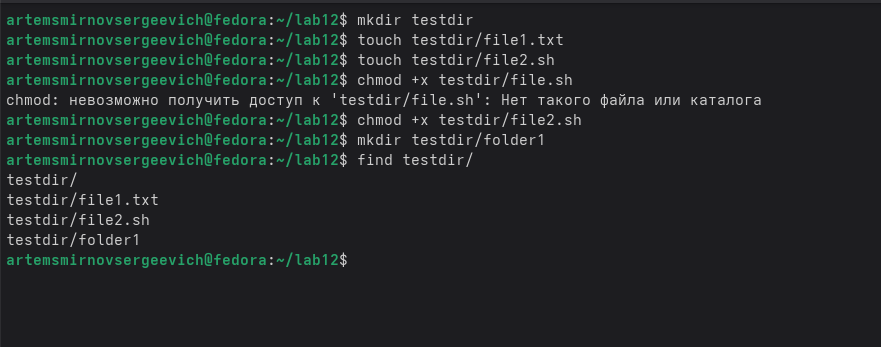 artemsmirnovsergeevich@fedora:~/lab12$ mkdir testdir
artemsmirnovsergeevich@fedora:~/lab12$ touch testdir/file1.txt
artemsmirnovsergeevich@fedora:~/lab12$ touch testdir/file2.sh
artemsmirnovsergeevich@fedora:~/lab12$ chmod +x testdir/file.sh
chmod: невозможно получить доступ к 'testdir/file.sh': Нет такого файла или каталога
artemsmirnovsergeevich@fedora:~/lab12$ chmod +x testdir/file2.sh
artemsmirnovsergeevich@fedora:~/lab12$ mkdir testdir/folder1
artemsmirnovsergeevich@fedora:~/lab12$ find testdir/
testdir/
testdir/file1.txt
testdir/file2.sh
testdir/folder1
artemsmirnovsergeevich@fedora:~/lab12$